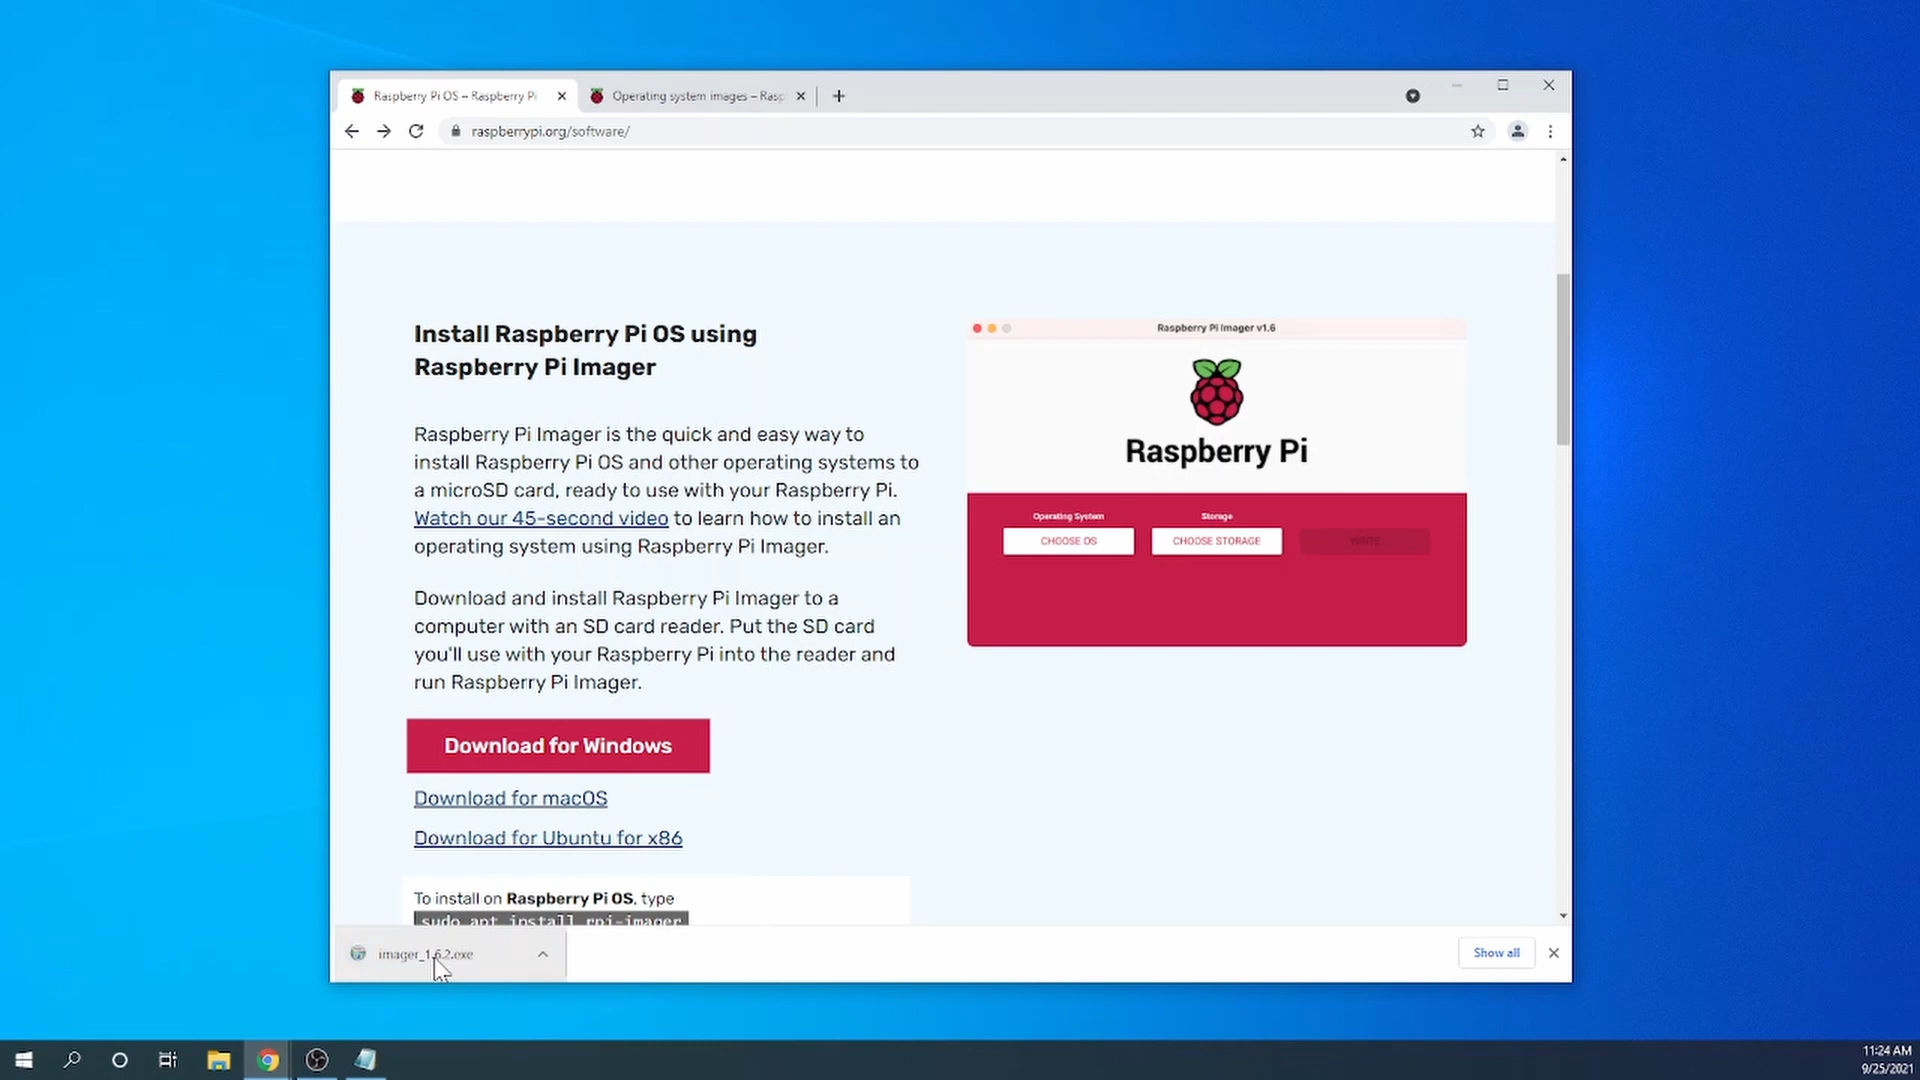 Raspberry Pi OS – Raspberry Pi
Operating system images – Rasp
raspberrypi.org/software/
Install Raspberry Pi OS using
Raspberry Pi Imager
Raspberry Pi Imager is the quick and easy way to
install Raspberry Pi OS and other operating systems to
a microSD card, ready to use with your Raspberry Pi.
Watch our 45-second video to learn how to install an
operating system using Raspberry Pi Imager.
Download and install Raspberry Pi Imager to a
computer with an SD card reader. Put the SD card
you'll use with your Raspberry Pi into the reader and
run Raspberry Pi Imager.
Download for Windows
Download for macOS
Download for Ubuntu for x86
To install on Raspberry Pi OS, type
sudo apt install rpi-imager
Raspberry Pi Imager v1.6
Raspberry Pi
Operating System
Storage
CHOOSE OS
CHOOSE STORAGE
WRITE
imager_1.6.2.exe
Show all
11:24 AM
9/25/2021